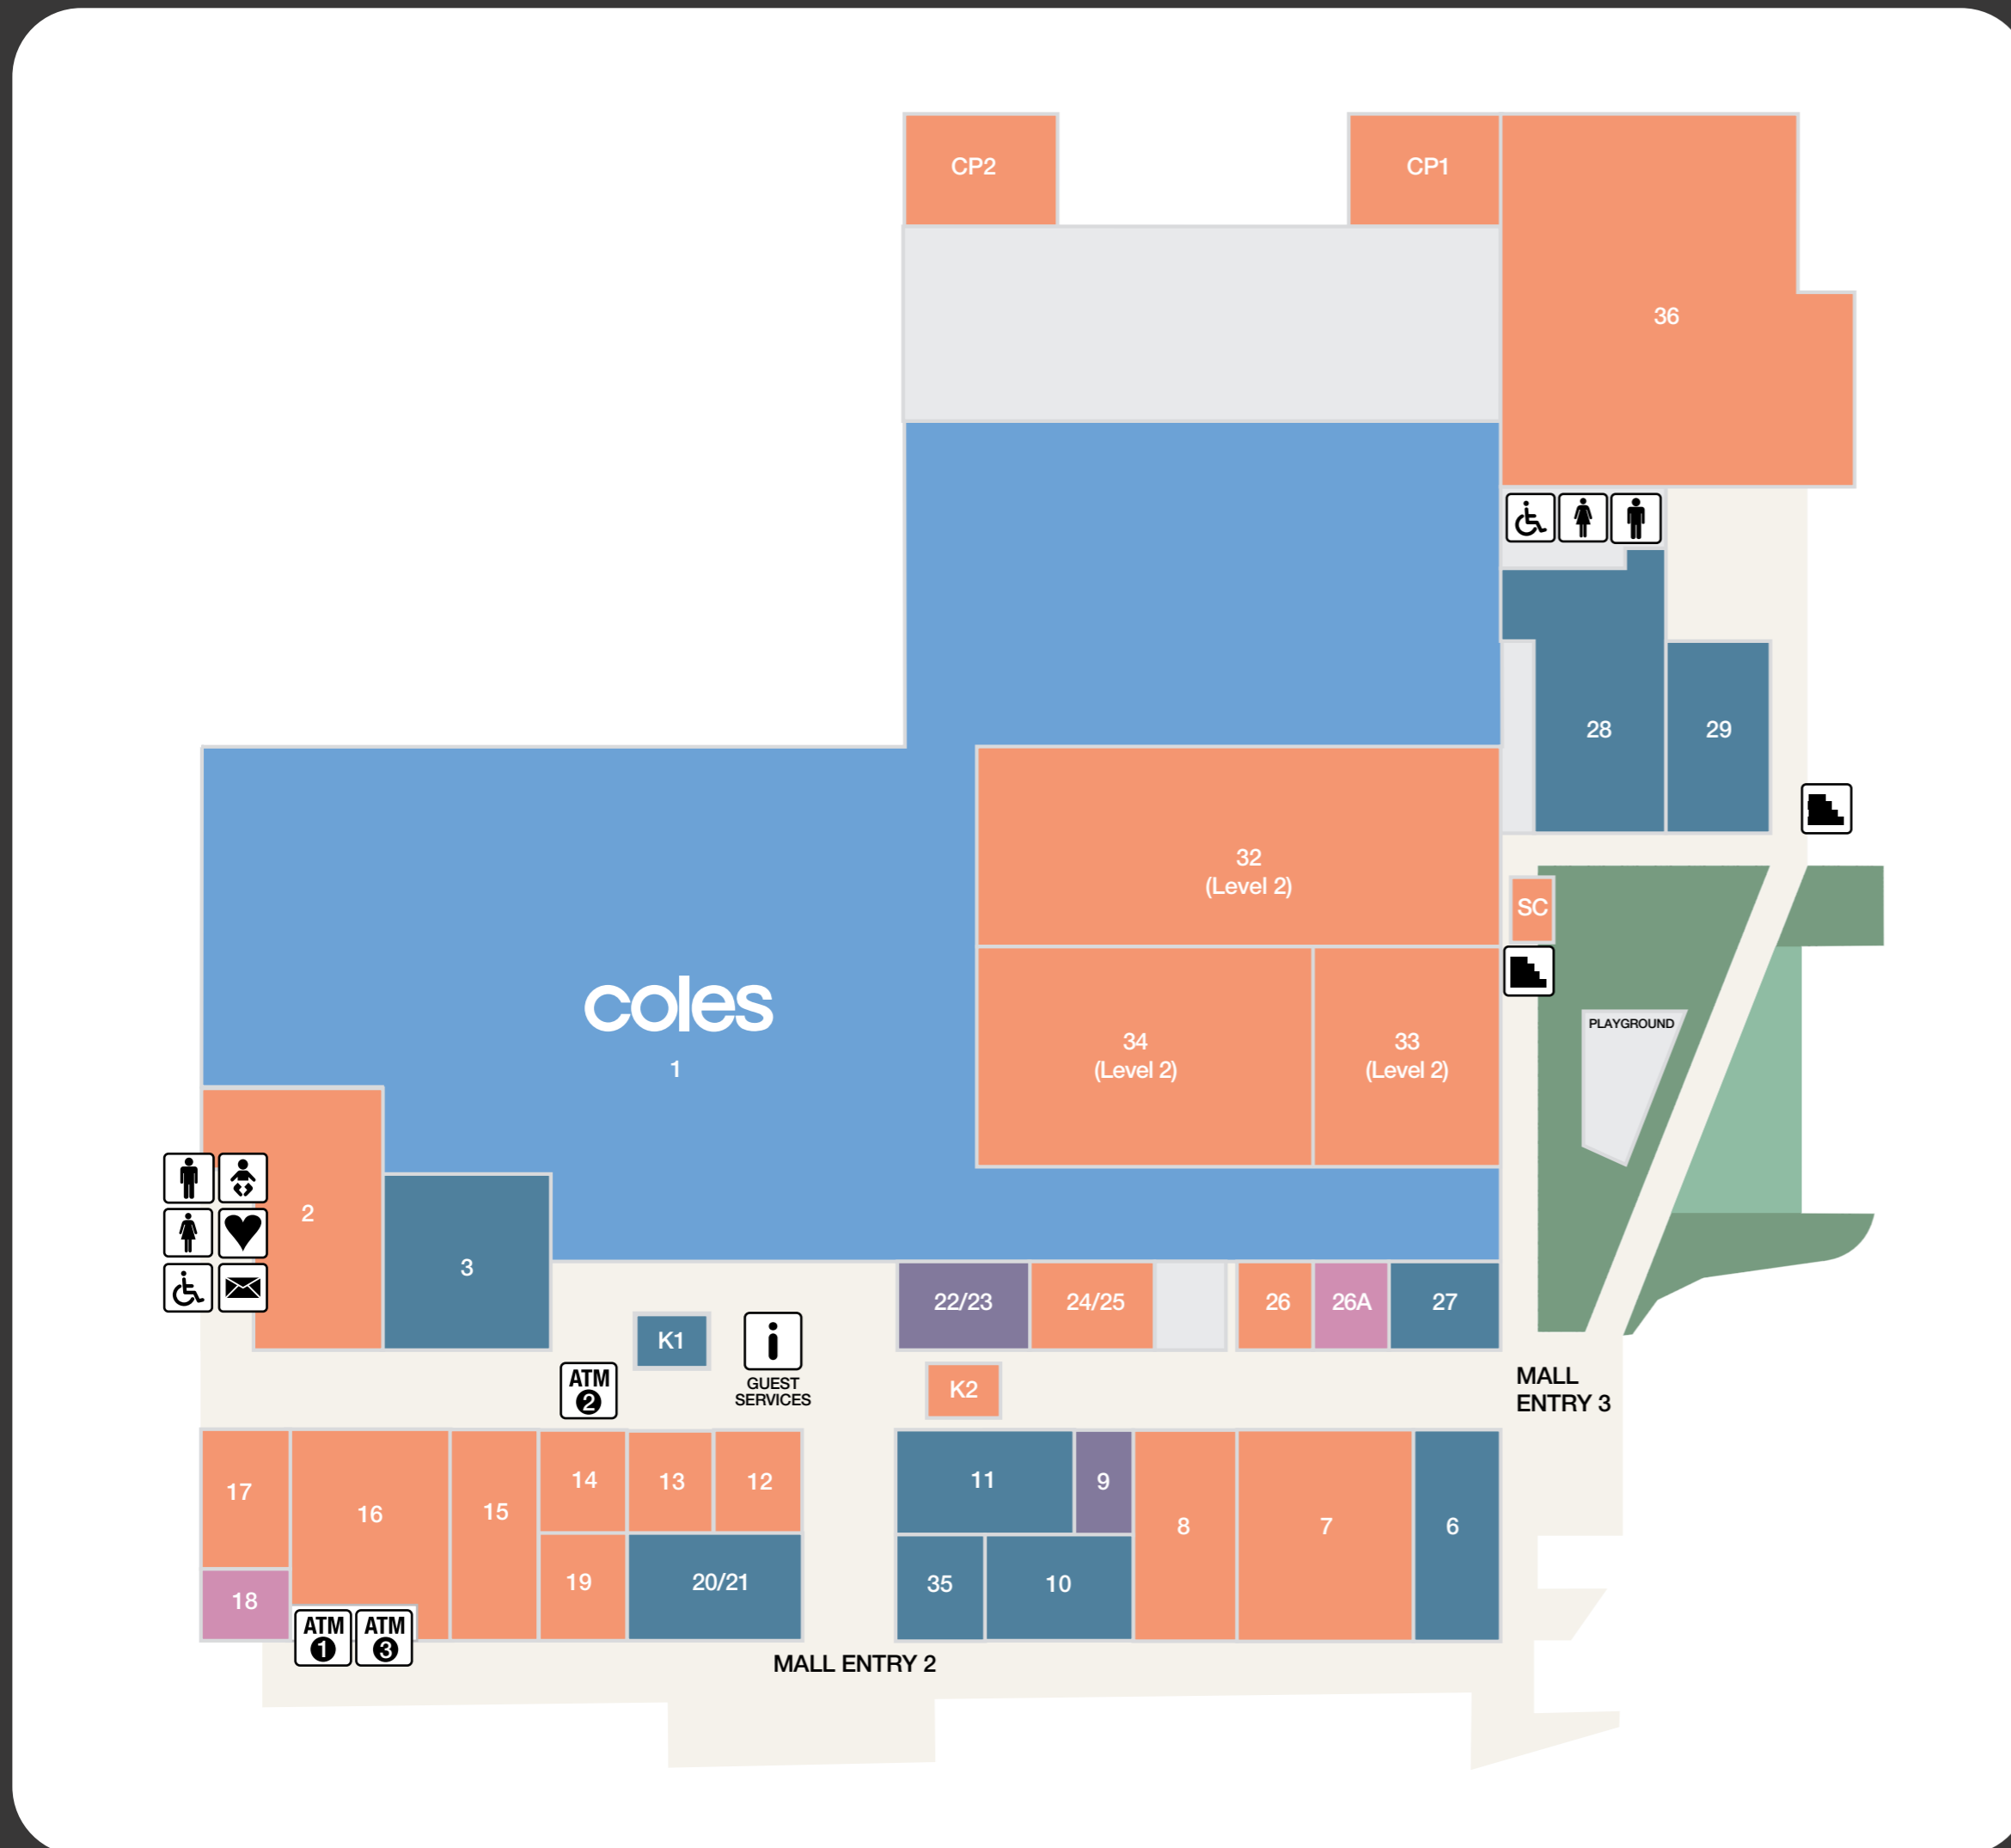 CP2
CP1
36
28
29
32
(Level 2)
SC
coles
1
34
(Level 2)
33
(Level 2)
PLAYGROUND
2
3
22/23
24/25
26
26A
27
K1
GUEST
SERVICES
ATM
2
K2
MALL
ENTRY 3
17
16
15
14
13
12
11
9
8
7
6
18
19
20/21
35
10
ATM
1
ATM
3
MALL ENTRY 2